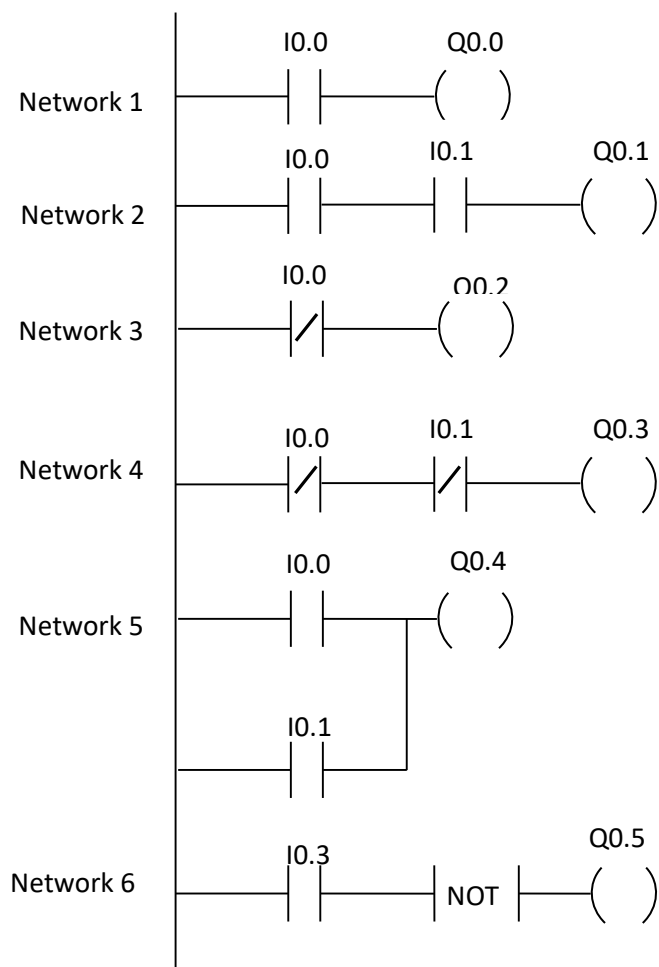 I0.0 Q0.0
Network 1
I0.0 I0.1 Q0.1
Network 2
I0.0 Q0.2
Network 3
I0.0 I0.1 Q0.3
Network 4
I0.0 Q0.4
Network 5
I0.1
I0.3 Q0.5
Network 6
NOT